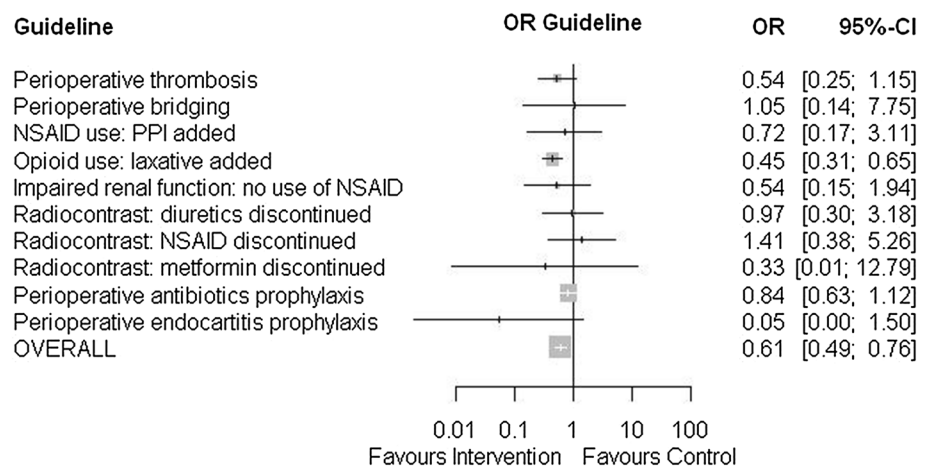 Guideline OR Guideline OR 95%-CI
Perioperative thrombosis 0.54 [0.25; 1.15]
Perioperative bridging 1.05 [0.14; 7.75]
NSAID use: PPI added 0.72 [0.17; 3.11]
Opioid use: laxative added 0.45 [0.31; 0.65]
Impaired renal function: no use of NSAID 0.54 [0.15; 1.94]
Radiocontrast: diuretics discontinued 0.97 [0.30; 3.18]
Radiocontrast: NSAID discontinued 1.41 [0.38; 5.26]
Radiocontrast: metformin discontinued 0.33 [0.01; 12.79]
Perioperative antibiotics prophylaxis 0.84 [0.63; 1.12]
Perioperative endocartitis prophylaxis 0.05 [0.00; 1.50]
OVERALL 0.61 [0.49; 0.76]
0.01 0.1 1 10 100
Favours Intervention Favours Control